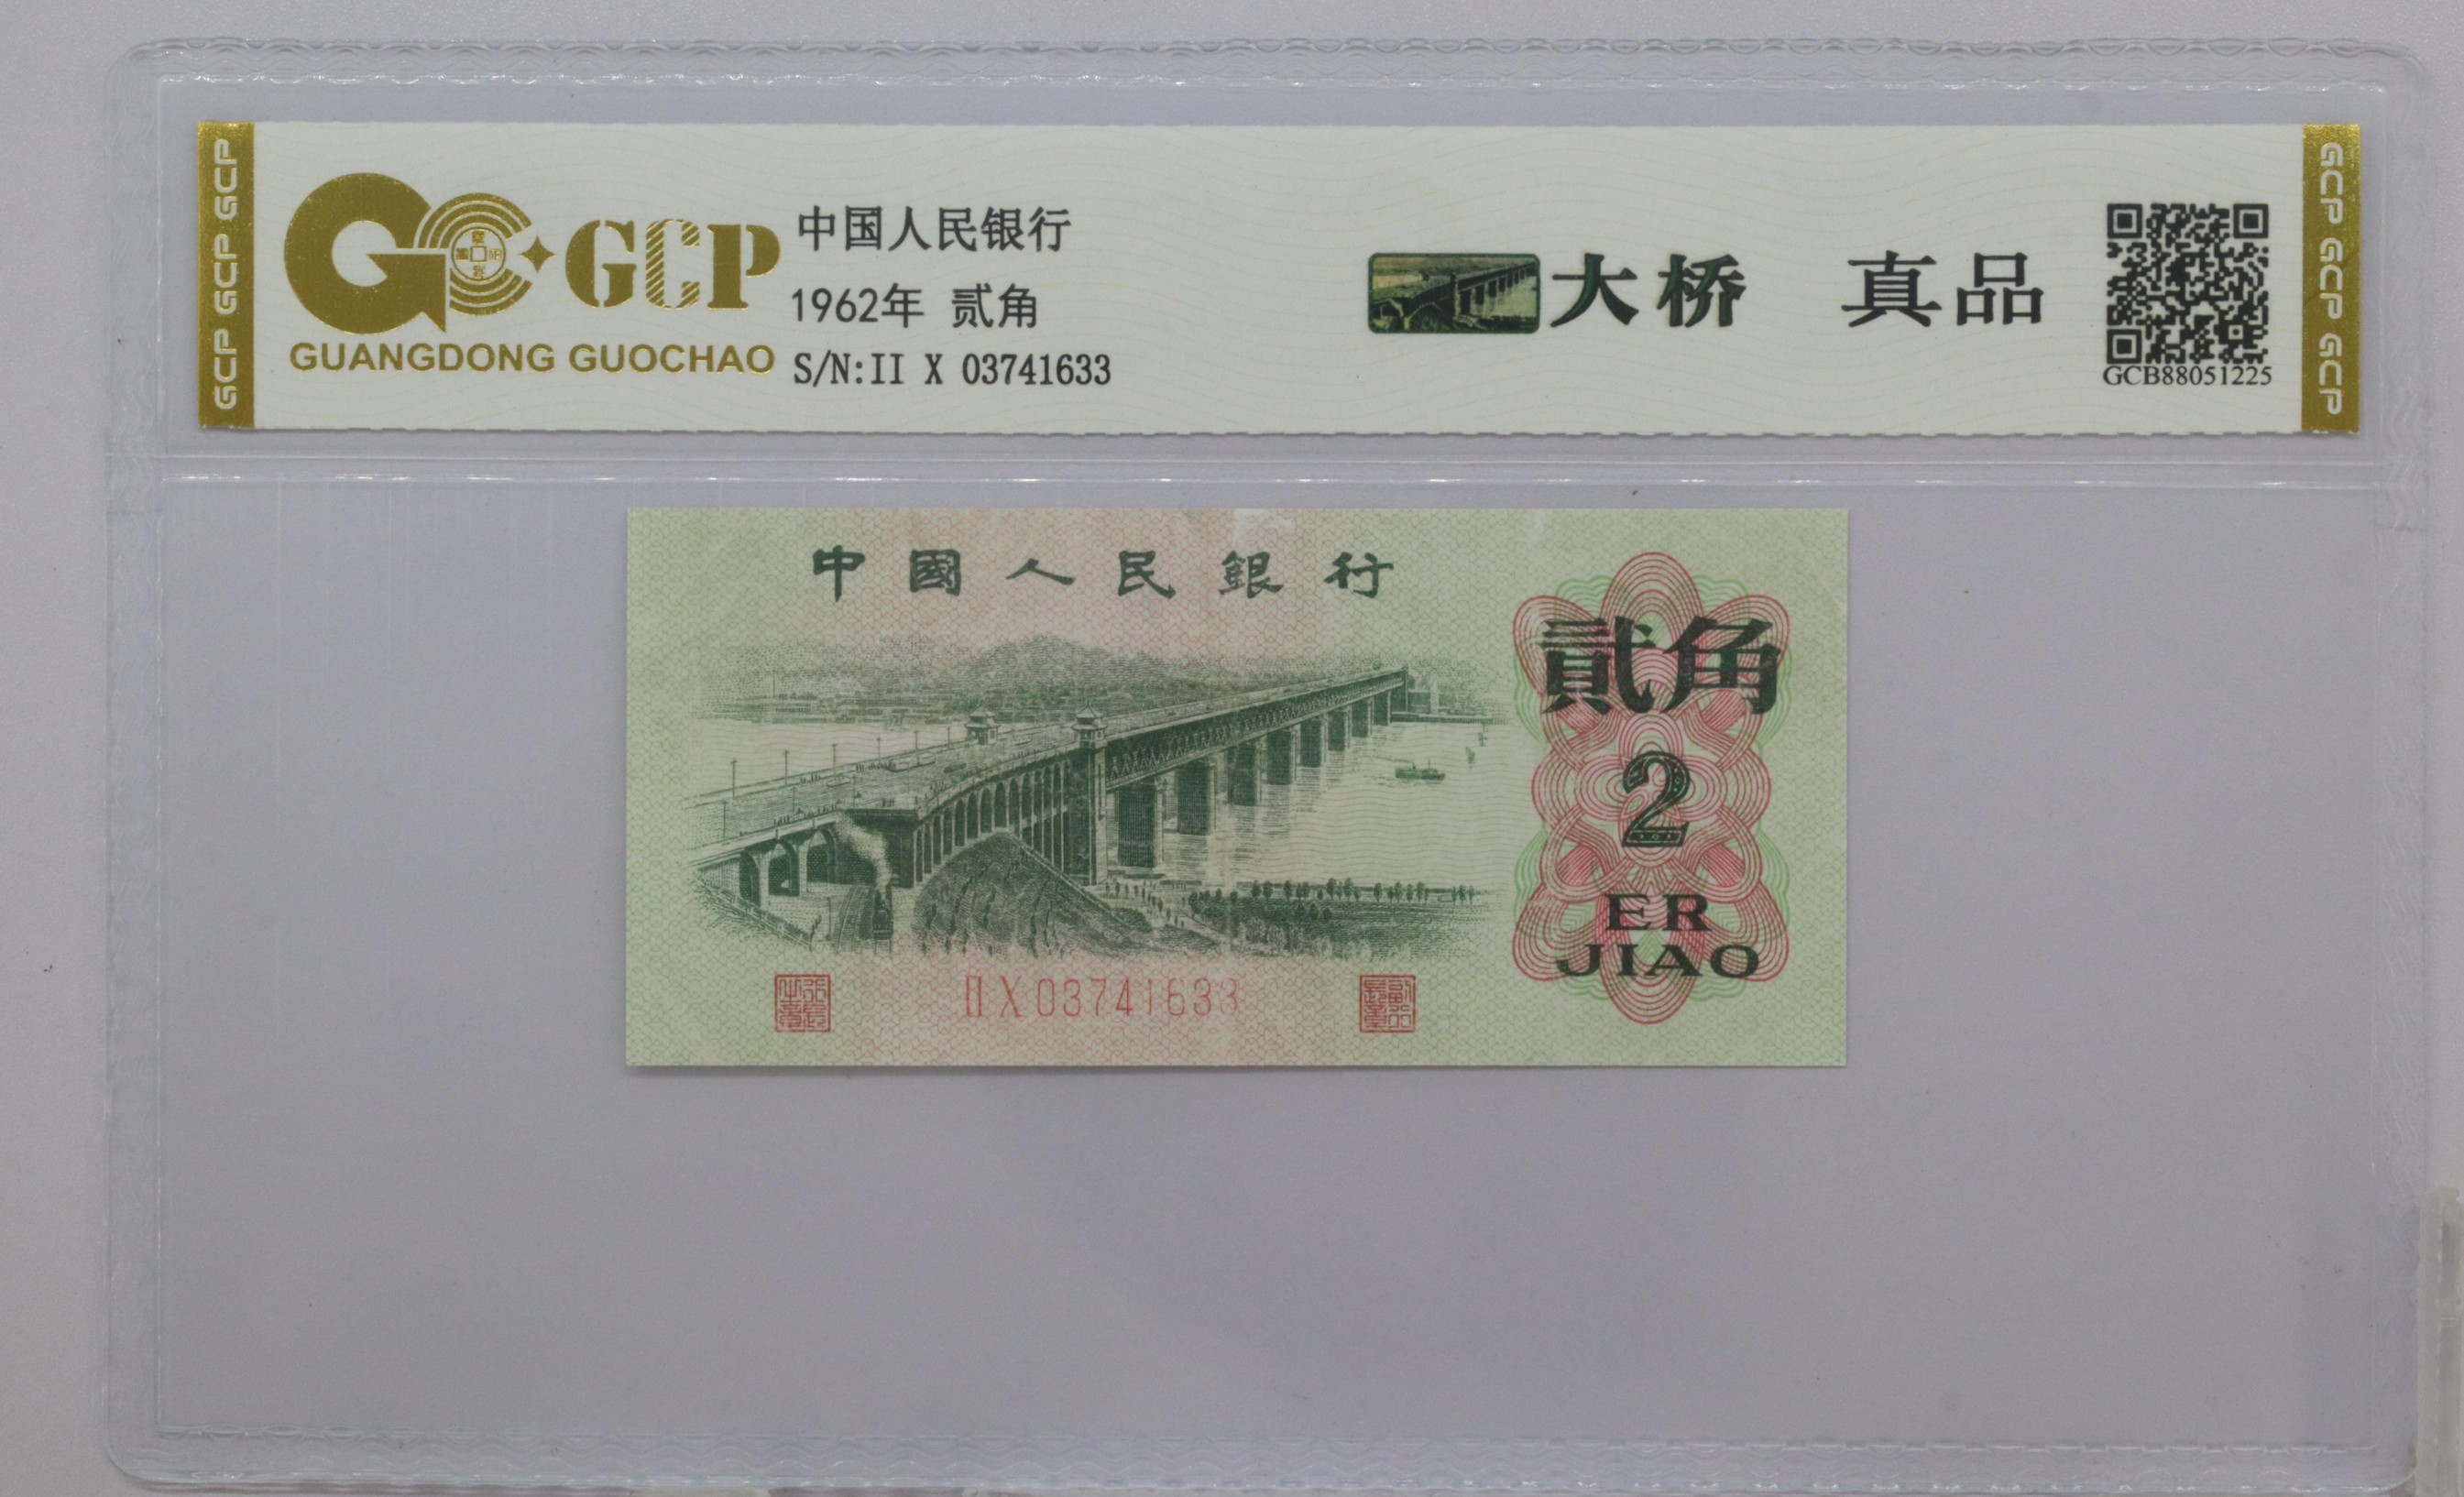 GCP GCP GCP
GCP
GUANGDONG GUOCHAO
中国人民银行
1962年 贰角
S/N:II X 03741633
大桥 真品
GCB88051225
GCP GCP GCP
中國人民銀行
貳角
2
ER
JIAO
II X 03741633